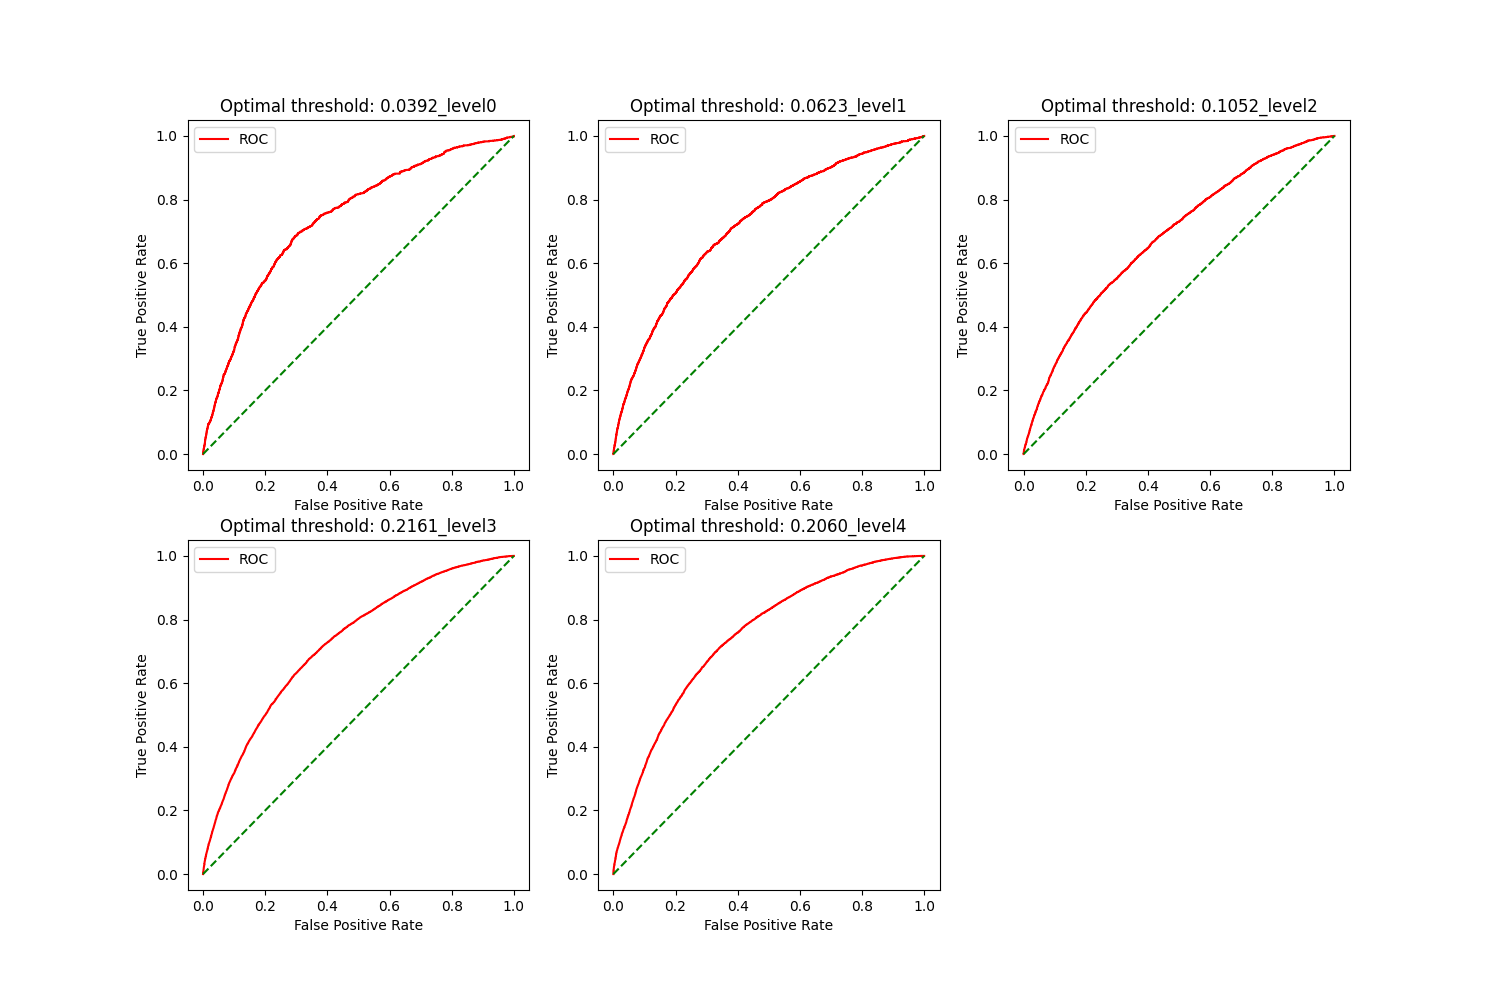 Optimal threshold: 0.0392_level0
ROC
True Positive Rate
1.0
0.8
0.6
0.4
0.2
0.0
0.0 0.2 0.4 0.6 0.8 1.0
False Positive Rate
Optimal threshold: 0.0623_level1
ROC
True Positive Rate
1.0
0.8
0.6
0.4
0.2
0.0
0.0 0.2 0.4 0.6 0.8 1.0
False Positive Rate
Optimal threshold: 0.1052_level2
ROC
True Positive Rate
1.0
0.8
0.6
0.4
0.2
0.0
0.0 0.2 0.4 0.6 0.8 1.0
False Positive Rate
Optimal threshold: 0.2161_level3
ROC
True Positive Rate
1.0
0.8
0.6
0.4
0.2
0.0
0.0 0.2 0.4 0.6 0.8 1.0
False Positive Rate
Optimal threshold: 0.2060_level4
ROC
True Positive Rate
1.0
0.8
0.6
0.4
0.2
0.0
0.0 0.2 0.4 0.6 0.8 1.0
False Positive Rate